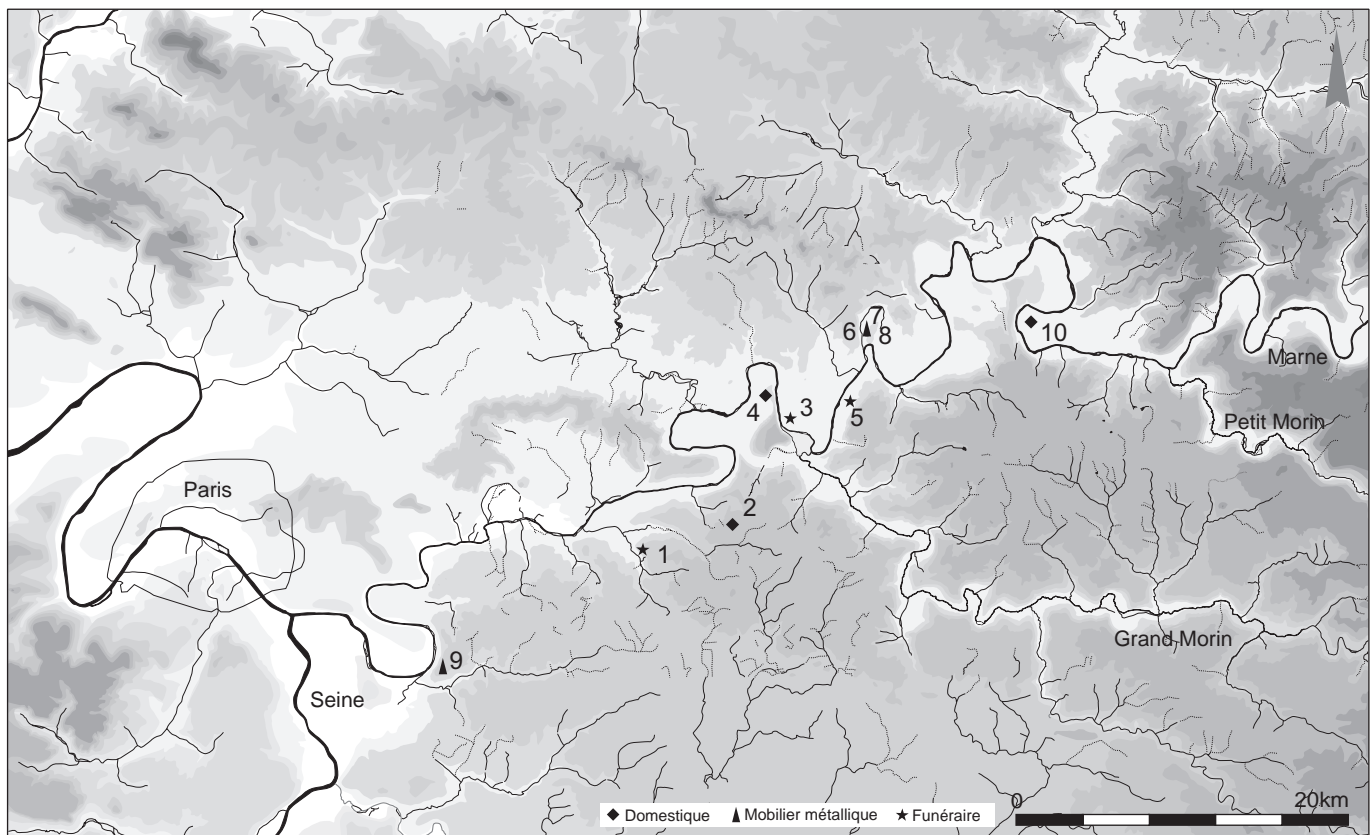 7
6
8
10
Marne
4
3
5
Petit Morin
Paris
2
1
Grand Morin
9
Seine
Domestique Mobilier métallique Funéraire
0 20km